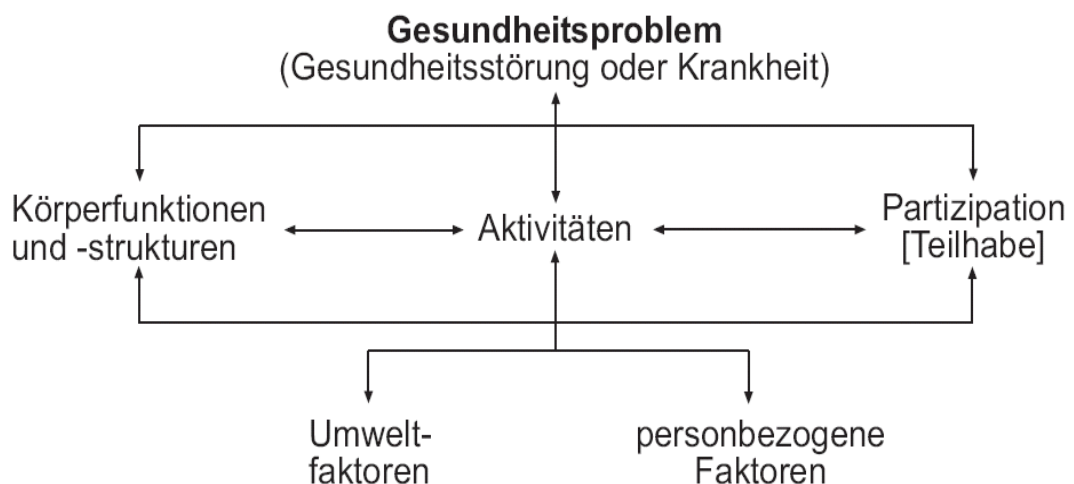 Gesundheitsproblem
(Gesundheitsstörung oder Krankheit)
Körperfunktionen
und -strukturen
Aktivitäten
Partizipation
[Teilhabe]
Umwelt-
faktoren
personbezogene
Faktoren